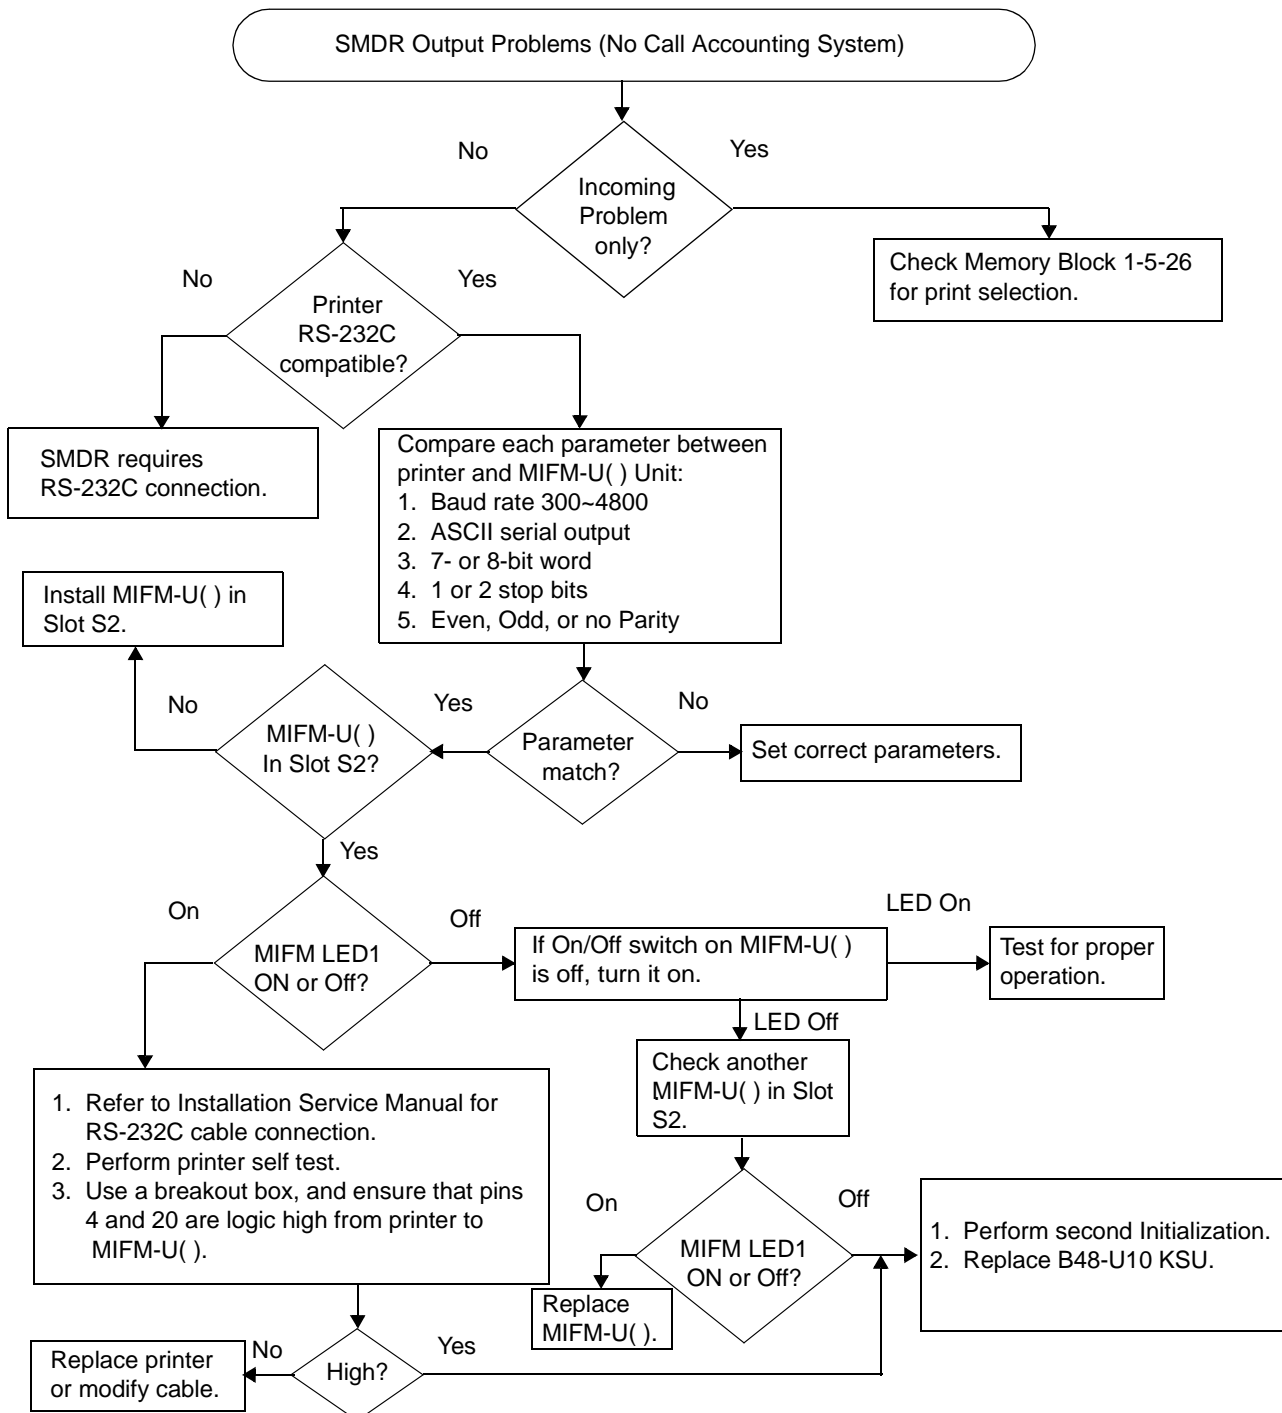 SMDR Output Problems (No Call Accounting System)
No
Yes
Incoming
Problem
only?
Check Memory Block 1-5-26
for print selection.
No
Yes
Printer
RS-232C
compatible?
SMDR requires
RS-232C connection.
Compare each parameter between
printer and MIFM-U( ) Unit:
1. Baud rate 300~4800
2. ASCII serial output
3. 7- or 8-bit word
4. 1 or 2 stop bits
5. Even, Odd, or no Parity
Install MIFM-U( ) in
Slot S2.
No
MIFM-U( )
In Slot S2?
Yes
Parameter
match?
No
Set correct parameters.
Yes
On
MIFM LED1
ON or Off?
Off
If On/Off switch on MIFM-U( )
is off, turn it on.
LED On
Test for proper
operation.
LED Off
Check another
MIFM-U( ) in Slot
S2.
1. Refer to Installation Service Manual for
RS-232C cable connection.
2. Perform printer self test.
3. Use a breakout box, and ensure that pins
4 and 20 are logic high from printer to
MIFM-U( ).
On
MIFM LED1
ON or Off?
Off
1. Perform second Initialization.
2. Replace B48-U10 KSU.
Replace
MIFM-U( ).
Replace printer
or modify cable.
No
High?
Yes